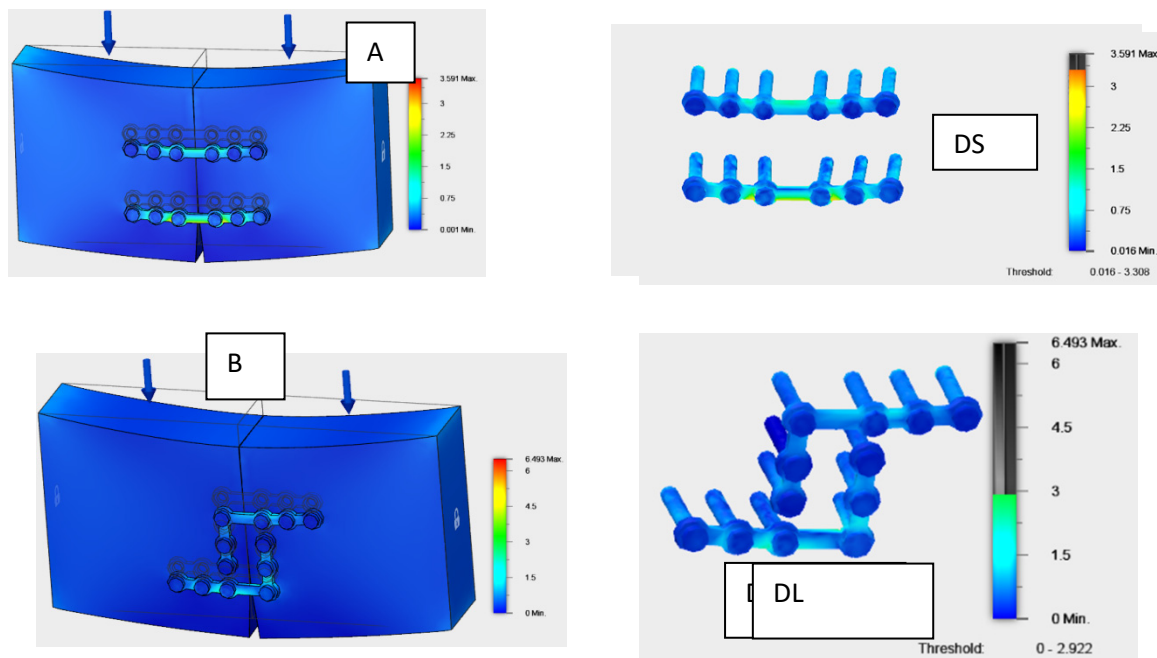 A
3.591 Max.
3
2.25
1.5
0.75
0.001 Min.
DS
3.591 Max.
3
2.25
1.5
0.75
0.016 Min.
Threshold: 0.016 - 3.308
B
6.493 Max.
6
4.5
3
1.5
0 Min.
DL
6.493 Max.
6
4.5
3
1.5
0 Min.
Threshold: 0 - 2.922